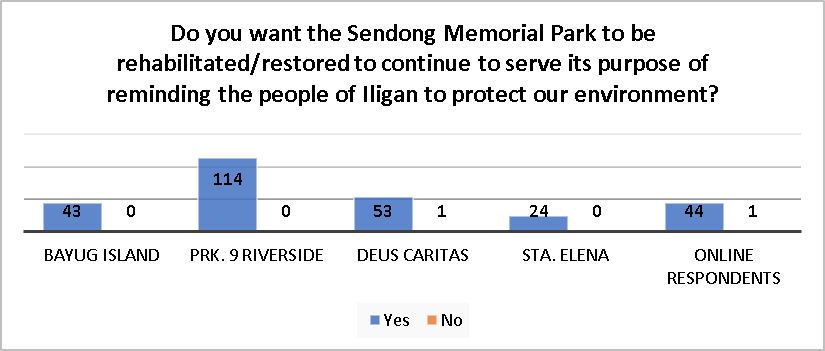 Do you want the Sendong Memorial Park to be
rehabilitated/restored to continue to serve its purpose of
reminding the people of Iligan to protect our environment?
43 0 114 0 53 1 24 0 44 1
BAYUG ISLAND PRK. 9 RIVERSIDE DEUS CARITAS STA. ELENA ONLINE
RESPONDENTS
Yes No